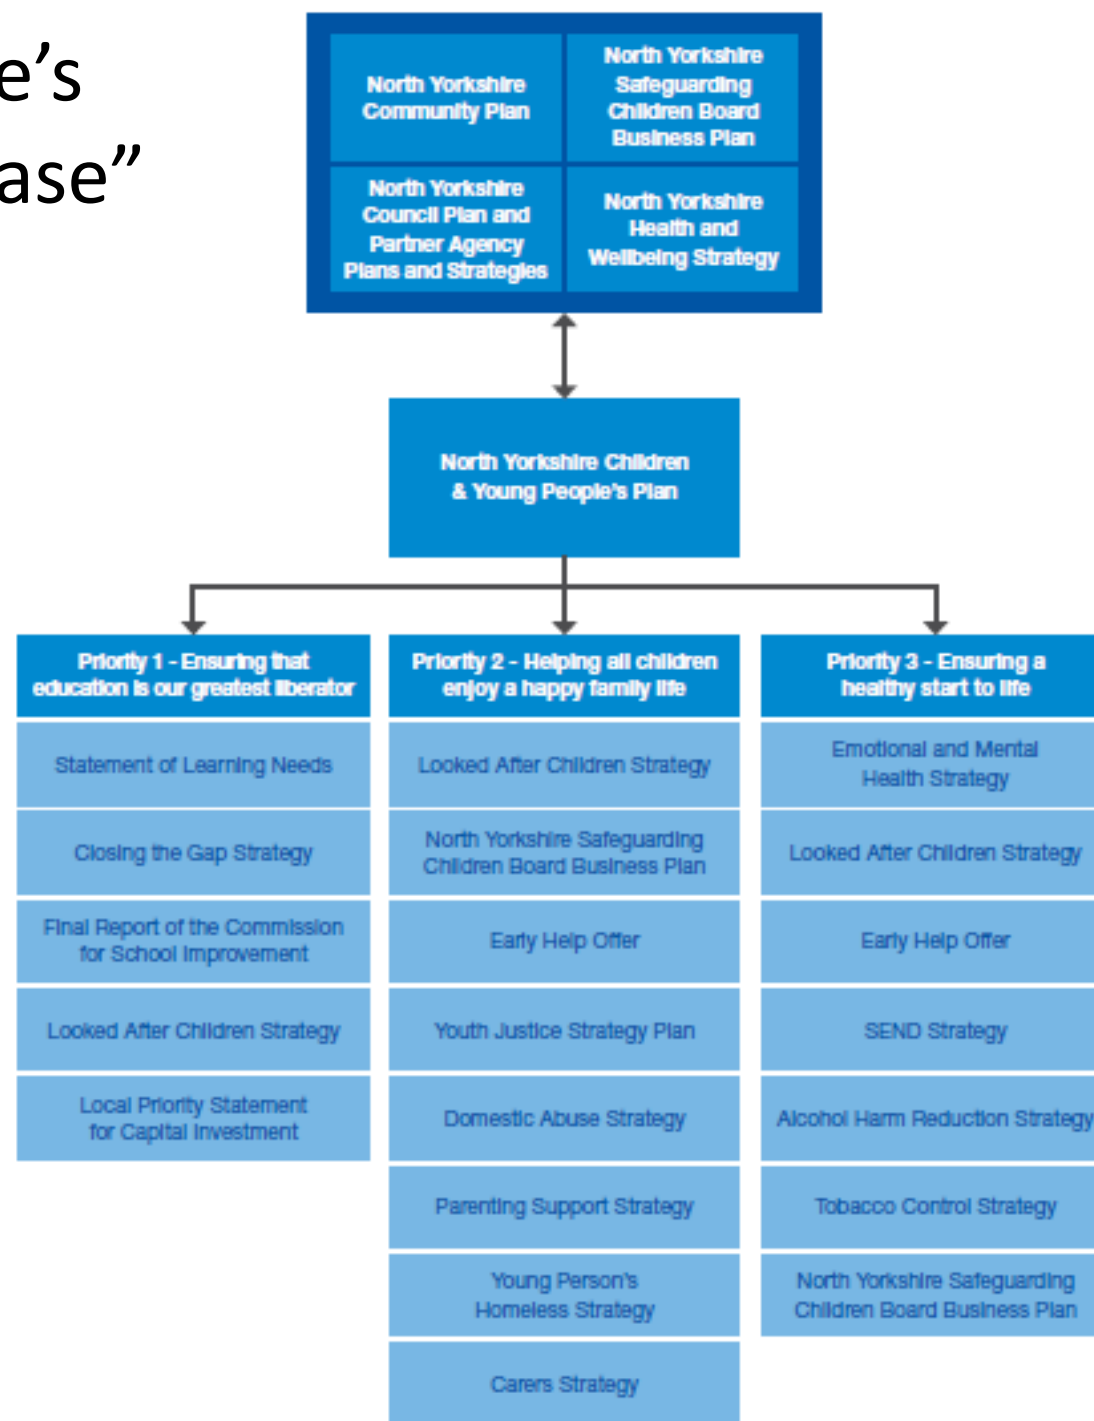 e’s
ase”
North Yorkshire
Community Plan
North Yorkshire
Safeguarding
Children Board
Business Plan
North Yorkshire
Council Plan and
Partner Agency
Plans and Strategies
North Yorkshire
Health and
Wellbeing Strategy
North Yorkshire Children
& Young People’s Plan
Priority 1 - Ensuring that
education is our greatest liberator
Statement of Learning Needs
Closing the Gap Strategy
Final Report of the Commission
for School Improvement
Looked After Children Strategy
Local Priority Statement
for Capital Investment
Priority 2 - Helping all children
enjoy a happy family life
Looked After Children Strategy
North Yorkshire Safeguarding
Children Board Business Plan
Early Help Offer
Youth Justice Strategy Plan
Domestic Abuse Strategy
Parenting Support Strategy
Young Person’s
Homeless Strategy
Carers Strategy
Priority 3 - Ensuring a
healthy start to life
Emotional and Mental
Health Strategy
Looked After Children Strategy
Early Help Offer
SEND Strategy
Alcohol Harm Reduction Strategy
Tobacco Control Strategy
North Yorkshire Safeguarding
Children Board Business Plan